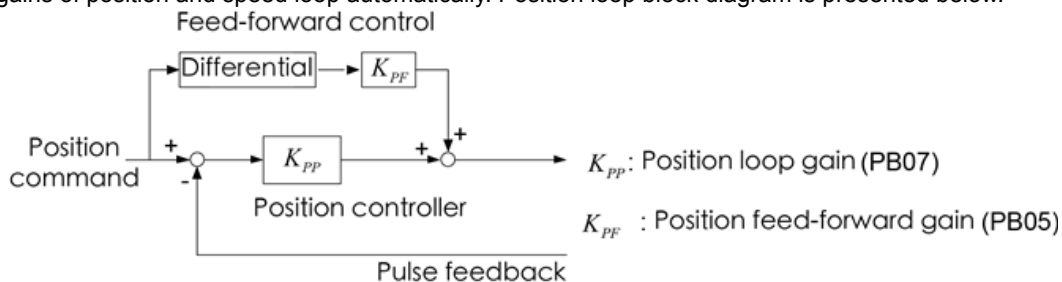 gains of position and speed loop automatically. Position loop block diagram is presented below.
Feed-forward control
Differential
K_PF
+
Position
command
+
-
K_PP
+
K_PP: Position loop gain (PB07)
Position controller
K_PF : Position feed-forward gain (PB05)
Pulse feedback